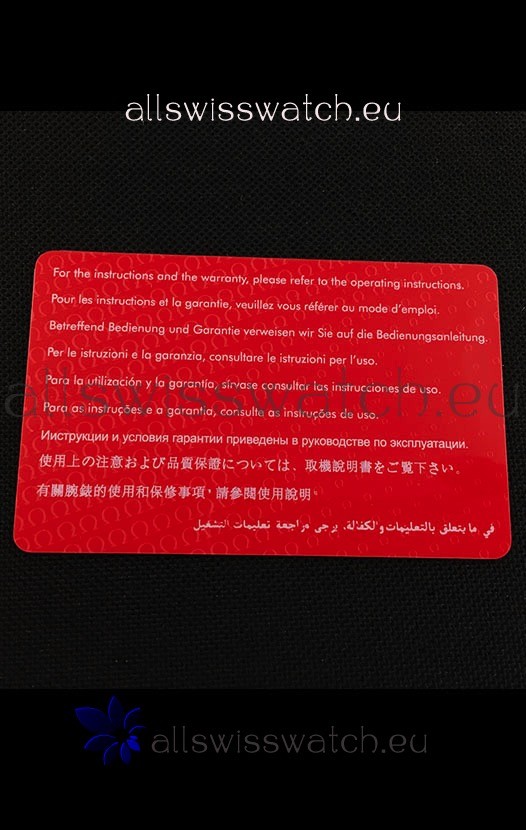 allswisswatch.eu
For the instructions and the warranty, please refer to the operating instructions.
Pour les instructions et la garantie, veuillez vous référer au mode d'emploi.
Betreffend Bedienung und Garantie verweisen wir Sie auf die Bedienungsanleitung.
Per le istruzioni e la garanzia, consultare le istruzioni per l'uso.
Para la utilización y la garantía, sírvase consultar las instrucciones de uso.
allswisswatch.eu
Para as instruções e a garantia, consulte as instruções de uso.
Инструкции и условия гарантии приведены в руководстве по эксплуатации.
使用上の注意および品質保證については、取機說明書をご覽下さい。
有關腕錶的使用和保修事項，請參閱使用說明。
في ما يتعلق بالتعليمات والكفالة، يرجى مراجعة تعليمات التشغيل
allswisswatch.eu